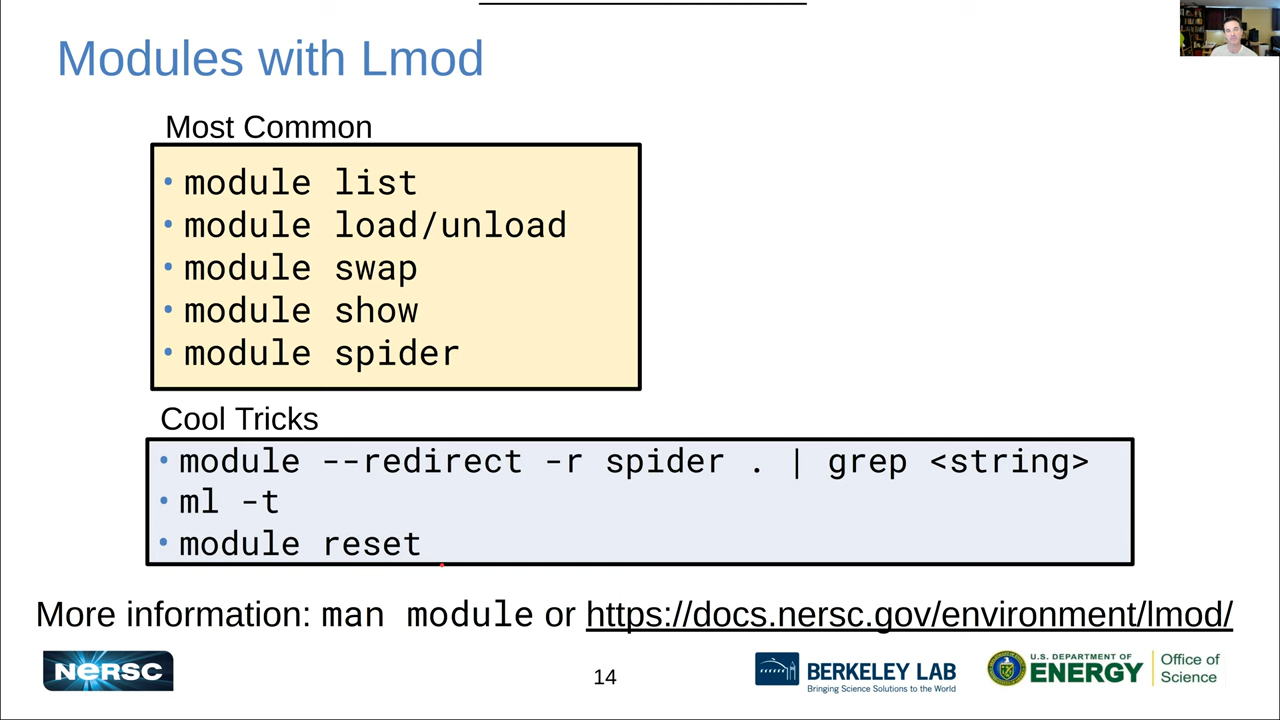 Modules with Lmod
Most Common
• module list
• module load/unload
• module swap
• module show
• module spider
Cool Tricks
• module --redirect -r spider . | grep <string>
• ml -t
• module reset
More information: man module or https://docs.nersc.gov/environment/lmod/
NERSC
14
BERKELEY LAB
Bringing Science Solutions to the World
U.S. DEPARTMENT OF
ENERGY
Office of
Science